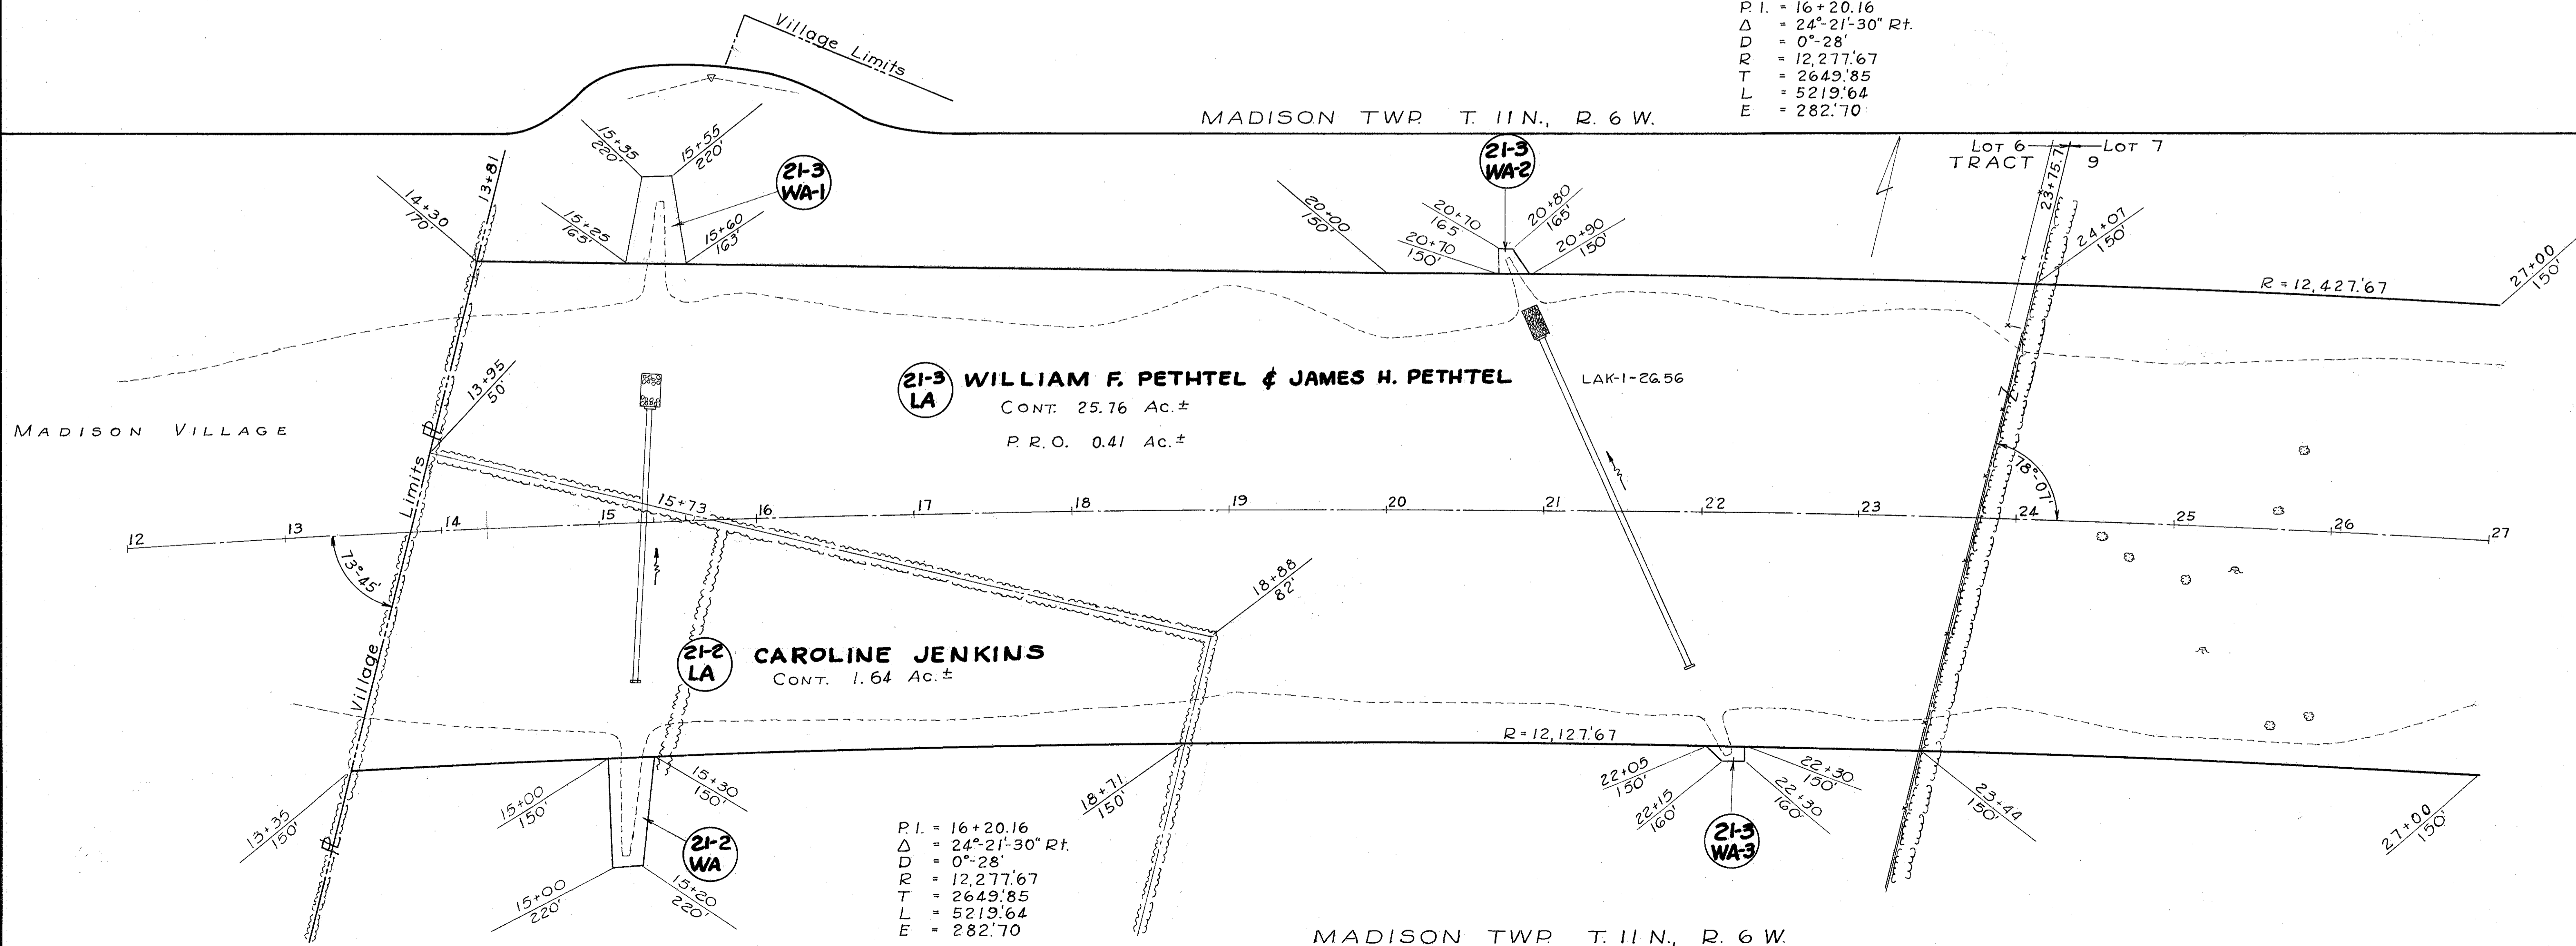 Village Limits
P.I. = 16+20.16
Δ = 24°-21'-30" Rt.
D = 0°-28'
R = 12,277.'67
T = 2649.'85
L = 5219.'64
E = 282.'70
MADISON TWP. T. 11 N., R. 6 W.
13+81
15+35
220'
15+55
220'
21-3
WA-1
14+30
170'
15+25
165'
15+60
163'
21-3
WA-2
20+00
150'
20+70
165'
20+70
150'
20+80
165'
20+90
150'
LOT 6
LOT 7
TRACT 9
23+75.7
24+07
150'
27+00
150'
R = 12,427.'67
13+95
50'
21-3
LA
WILLIAM F. PETHTEL & JAMES H. PETHTEL
CONT. 25.76 Ac.±
P.R.O. 0.41 Ac.±
LAK-1-26.56
MADISON VILLAGE
Village Limits
78°-07'
12
13
14
15
15+73
16
17
18
19
20
21
22
23
24
25
26
27
73°-45'
18+88
82'
21-2
LA
CAROLINE JENKINS
CONT. 1.64 Ac.±
R = 12,127.'67
13+35
150'
15+00
150'
15+30
150'
18+71
150'
22+05
150'
22+15
160'
22+30
150'
22+30
160'
23+44
150'
27+00
150'
21-2
WA
21-3
WA-3
15+00
220'
15+20
220'
P.I. = 16+20.16
Δ = 24°-21'-30" Rt.
D = 0°-28'
R = 12,277.'67
T = 2649.'85
L = 5219.'64
E = 282.'70
MADISON TWP. T. 11 N., R. 6 W.